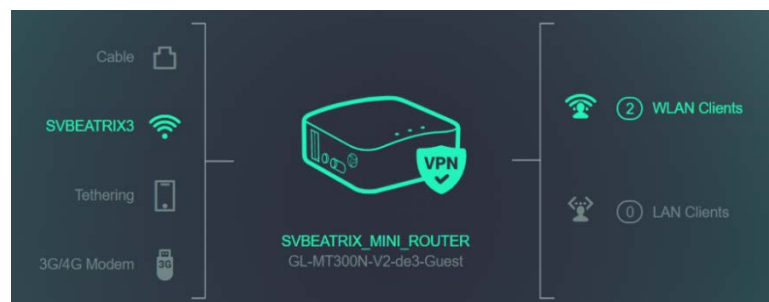 Cable
SVBEATRIX3
Tethering
3G/4G Modem
3G
VPN
SVBEATRIX_MINI_ROUTER
GL-MT300N-V2-de3-Guest
2 WLAN Clients
0 LAN Clients